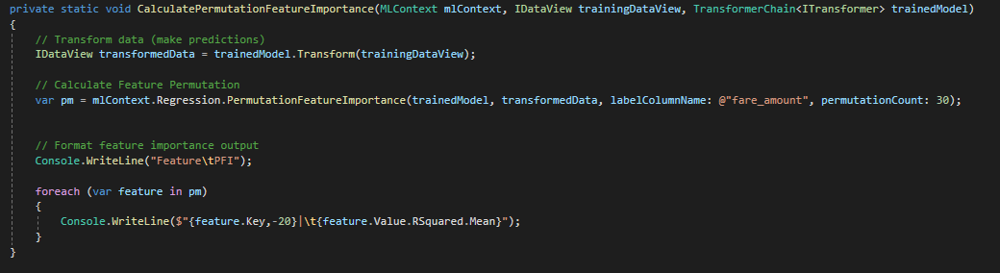 private static void CalculatePermutationFeatureImportance(MLContext mlContext, IDataView trainingDataView, TransformerChain<ITransformer> trainedModel)
{
// Transform data (make predictions)
IDataView transformedData = trainedModel.Transform(trainingDataView);
// Calculate Feature Permutation
var pm = mlContext.Regression.PermutationFeatureImportance(trainedModel, transformedData, labelColumnName: @"fare_amount", permutationCount: 30);
// Format feature importance output
Console.WriteLine("Feature\tPFI");
foreach (var feature in pm)
{
Console.WriteLine($"{feature.Key,-20}|\t{feature.Value.RSquared.Mean}");
}
}